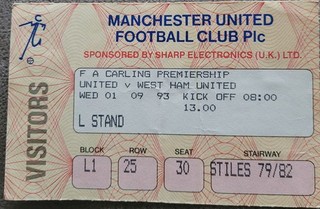 MANCHESTER UNITED
FOOTBALL CLUB Plc
SPONSORED BY SHARP ELECTRONICS (U.K.) LTD.
VISITORS
F A CARLING PREMIERSHIP
UNITED v WEST HAM UNITED
WED 01 09 93 KICK OFF 08:00
13.00
L STAND
BLOCK ROW SEAT STAIRWAY
L1 25 30 STILES 79/82